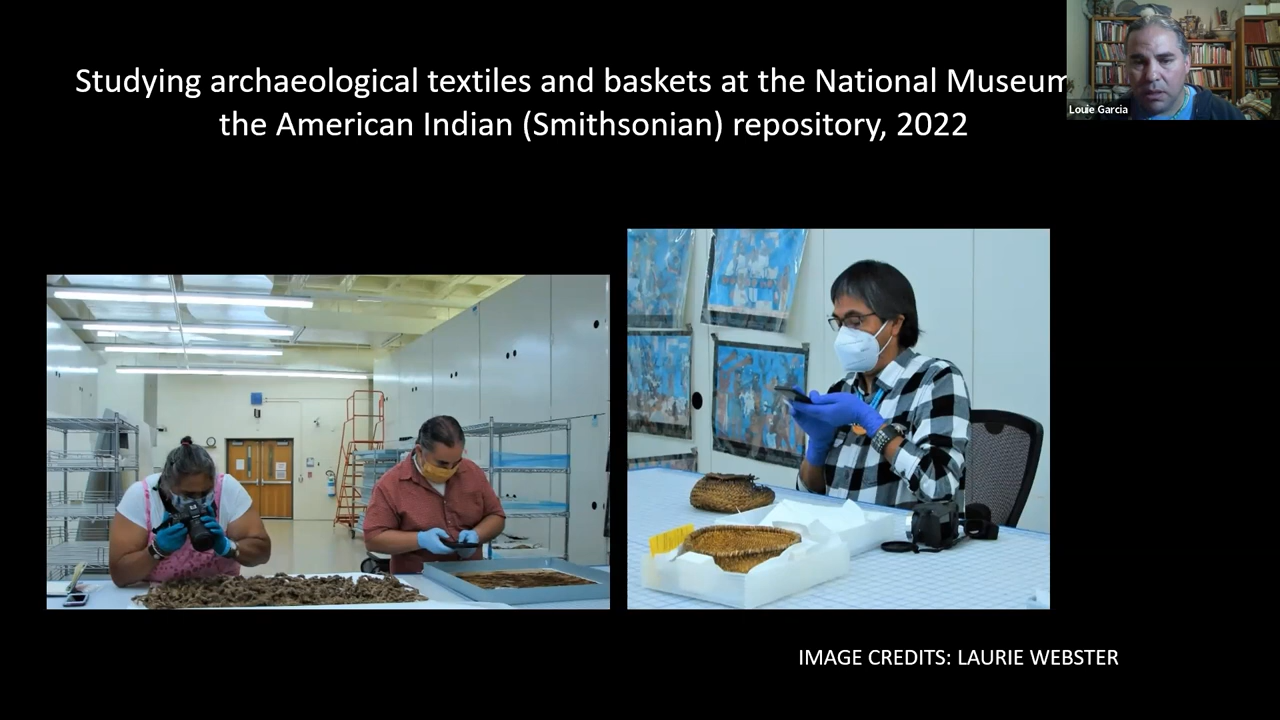 Studying archaeological textiles and baskets at the National Museum
the American Indian (Smithsonian) repository, 2022
Louie Garcia
IMAGE CREDITS: LAURIE WEBSTER